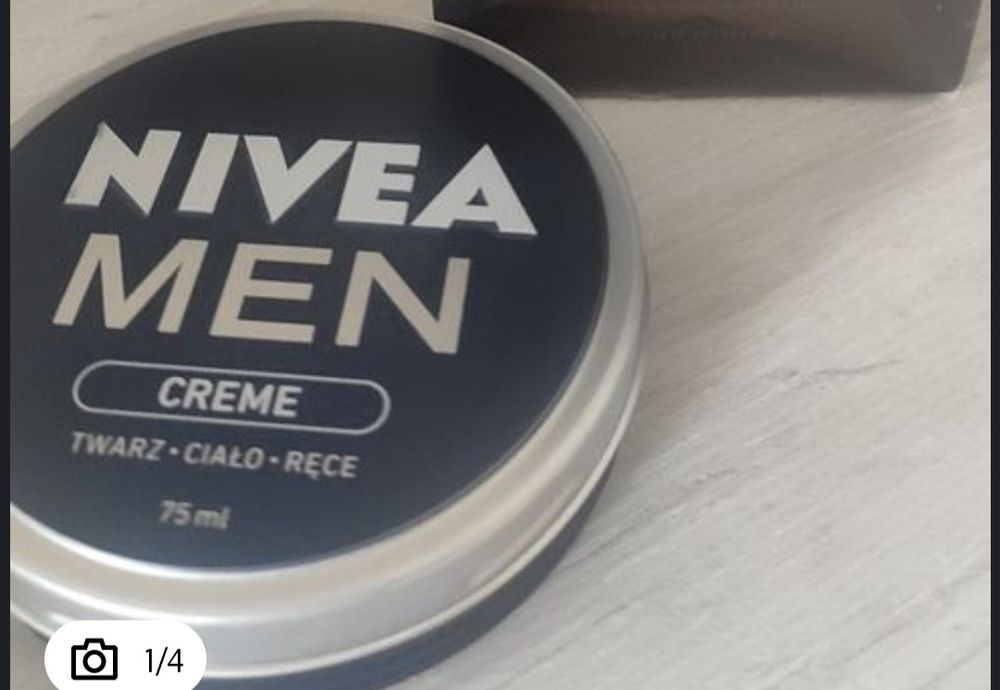 NIVEA
MEN
CREME
TWARZ • CIAŁO • RĘCE
75 ml
1/4